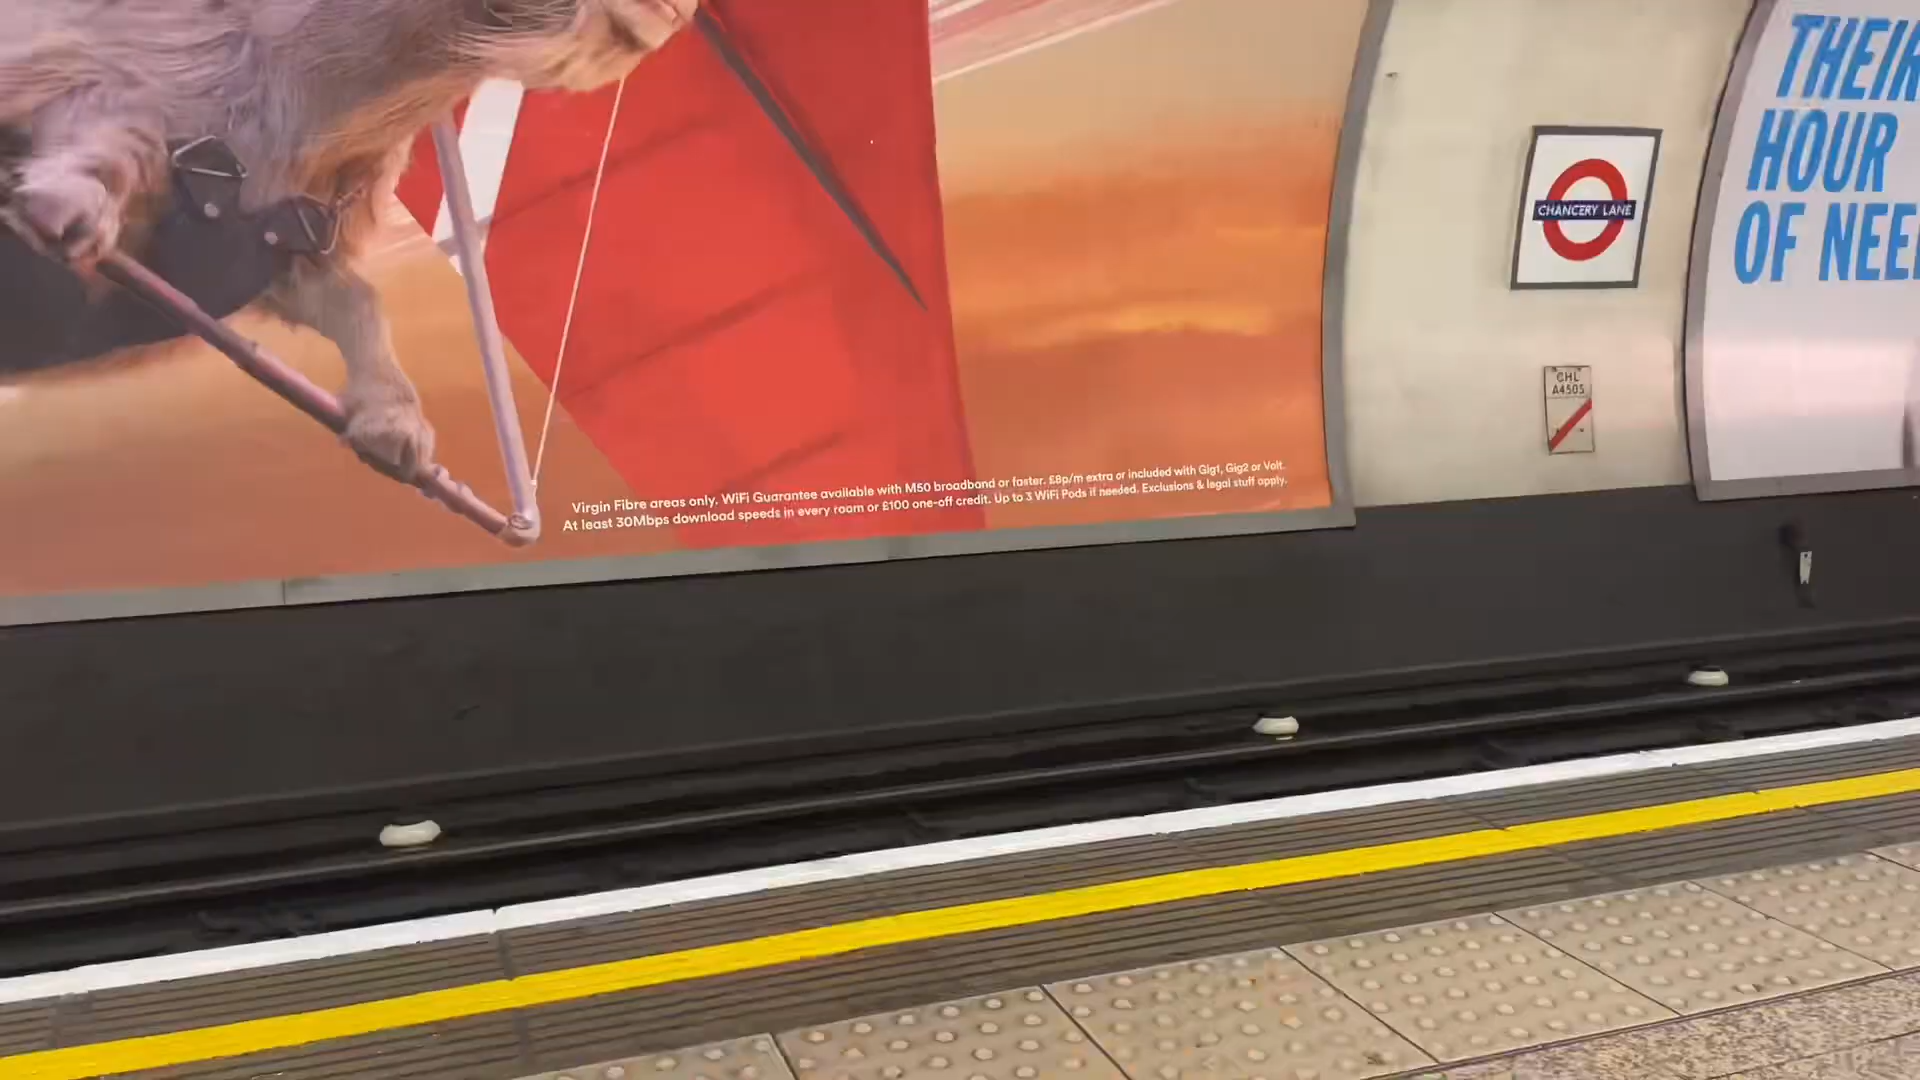 Virgin Fibre areas only. WiFi Guarantee available with M50 broadband or faster. £8p/m extra or included with Gig1, Gig2 or Volt.
At least 30Mbps download speeds in every room or £100 one-off credit. Up to 3 WiFi Pods if needed. Exclusions & legal stuff apply.
CHANCERY LANE
CHL
A4505
THEIR
HOUR
OF NEE